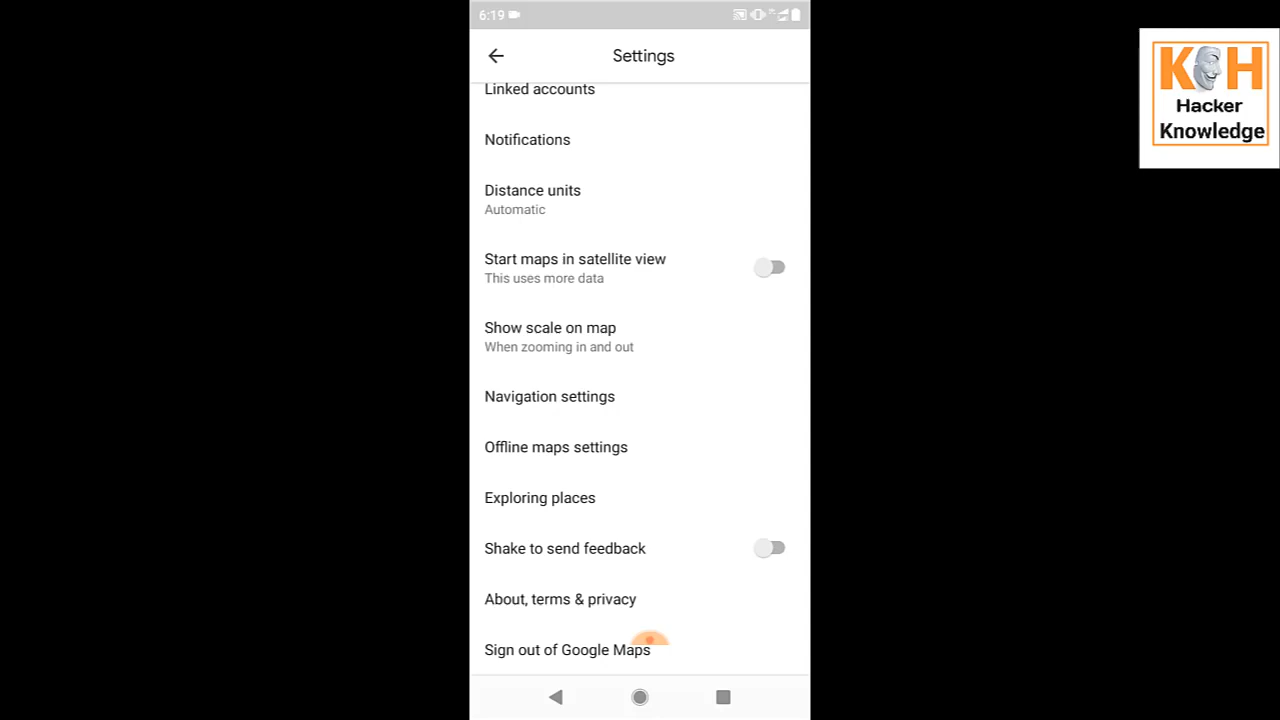 6:19
Settings
Linked accounts
Notifications
Distance units
Automatic
Start maps in satellite view
This uses more data
Show scale on map
When zooming in and out
Navigation settings
Offline maps settings
Exploring places
Shake to send feedback
About, terms & privacy
Sign out of Google Maps
K H
Hacker
Knowledge